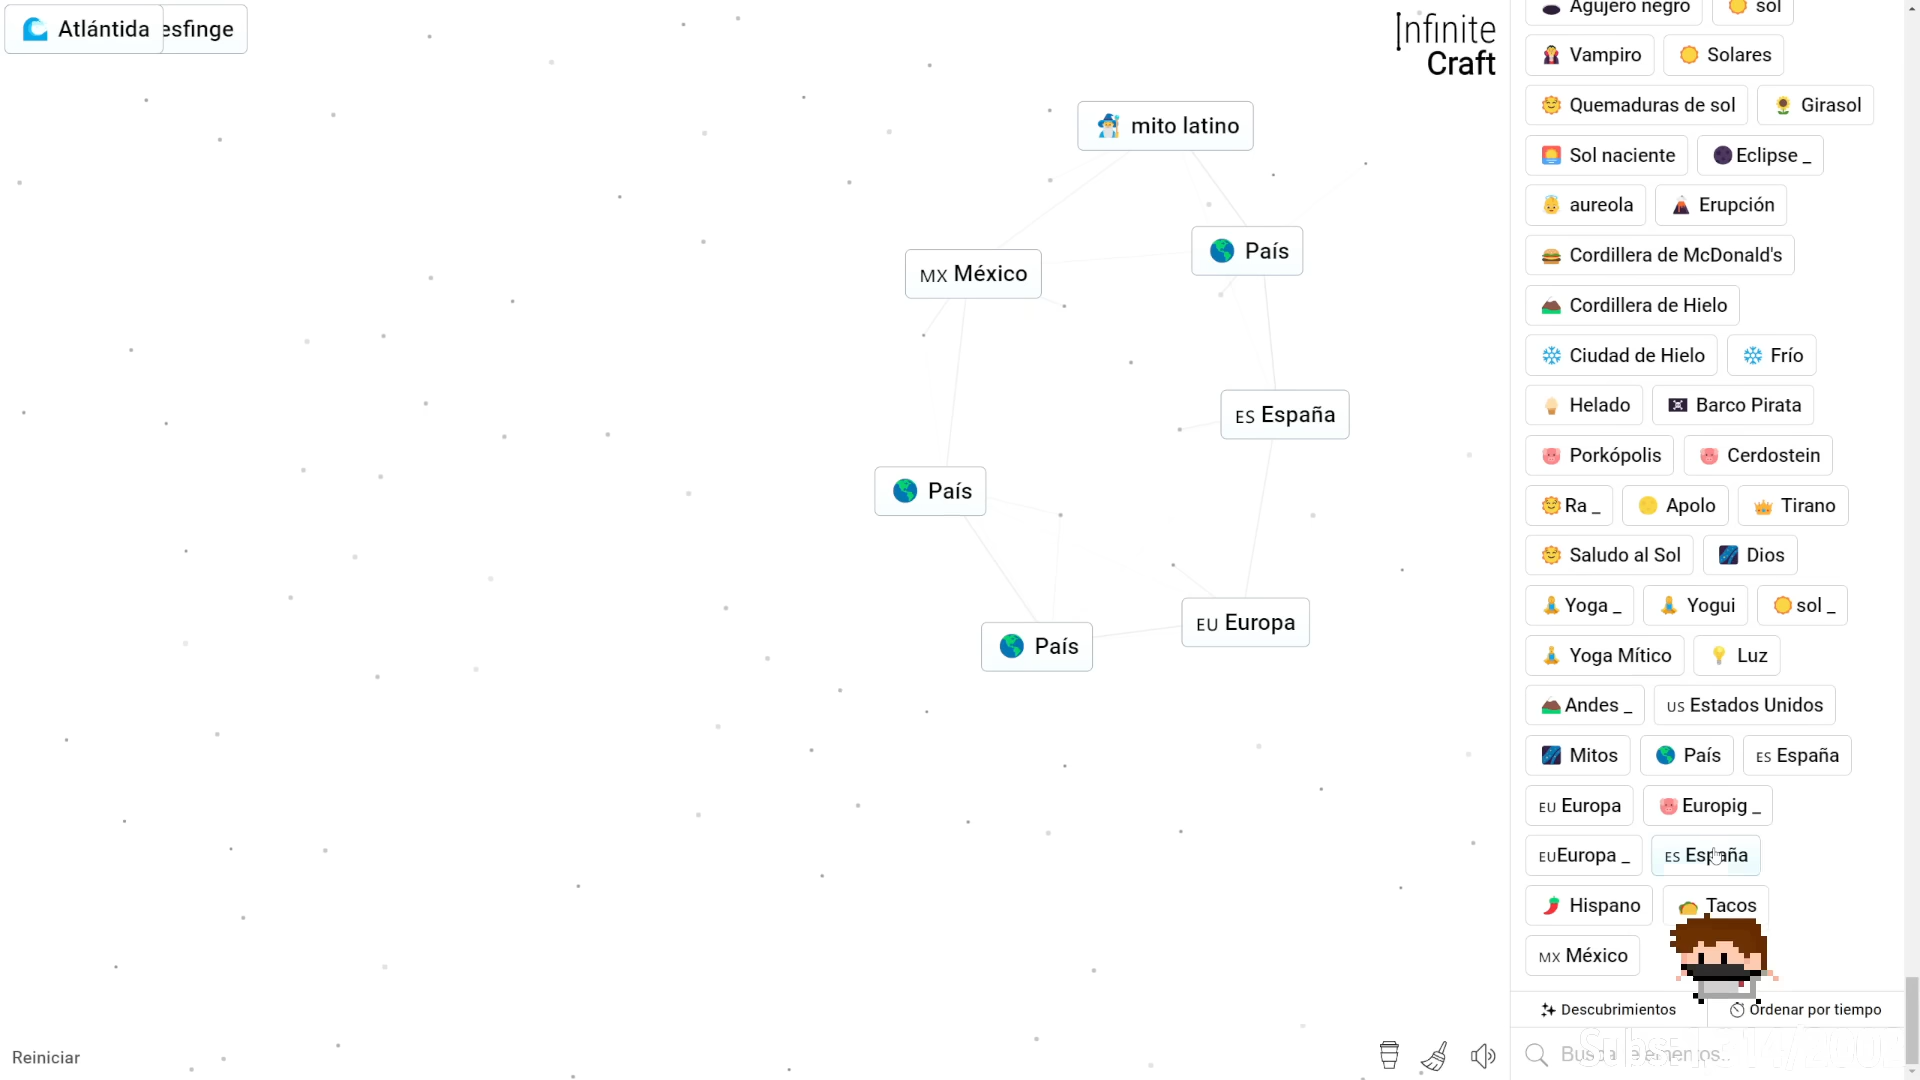 Atlántida
esfinge
Infinite
Craft
mito latino
País
MX México
ES España
País
EU Europa
País
Agujero negro
sol
Vampiro
Solares
Quemaduras de sol
Girasol
Sol naciente
Eclipse _
aureola
Erupción
Cordillera de McDonald's
Cordillera de Hielo
Ciudad de Hielo
Frío
Helado
Barco Pirata
Porkópolis
Cerdostein
Ra _
Apolo
Tirano
Saludo al Sol
Dios
Yoga _
Yogui
sol _
Yoga Mítico
Luz
Andes _
US Estados Unidos
Mitos
País
ES España
EU Europa
Europig _
EU Europa _
ES España
Hispano
Tacos
MX México
Descubrimientos
Ordenar por tiempo
Reiniciar